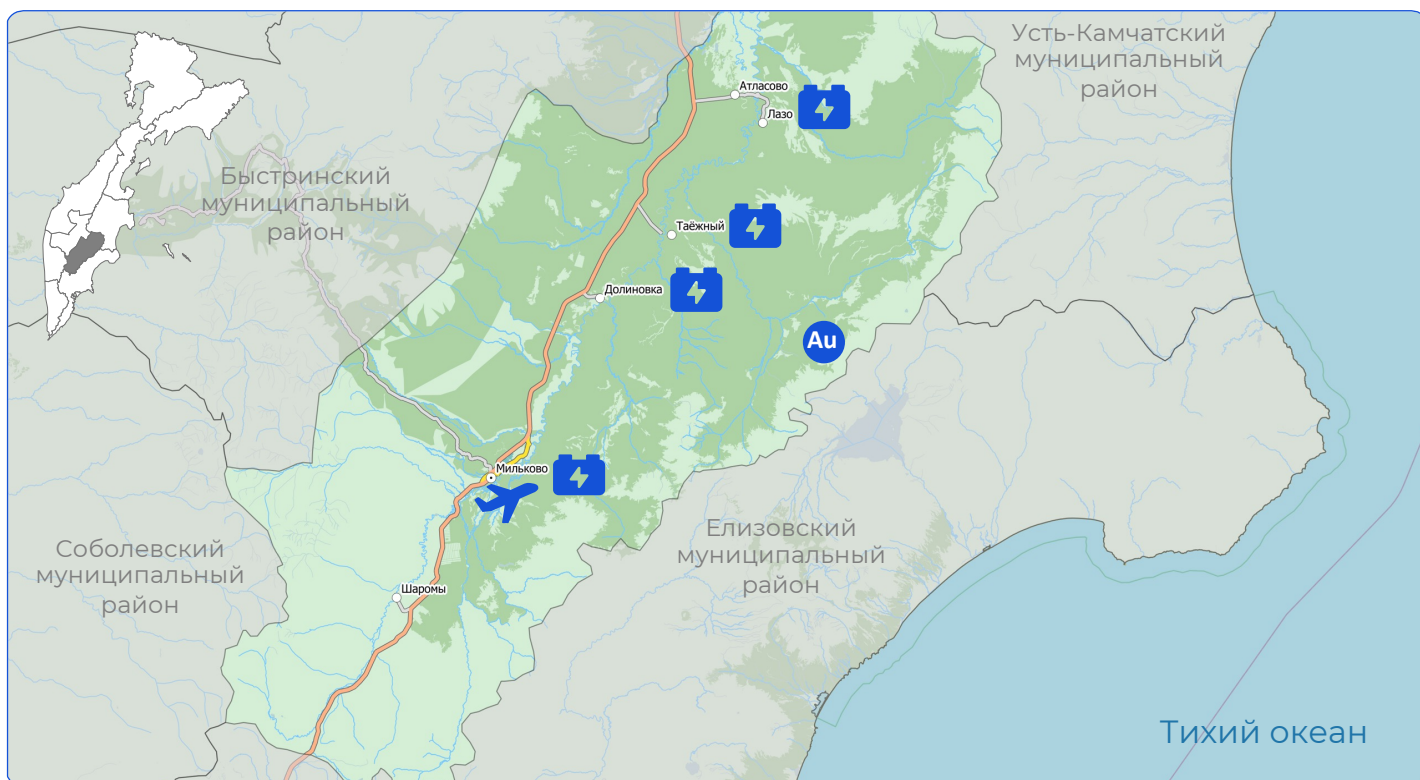 Усть-Камчатский
муниципальный
район
Атласово
Лазо
Быстринский
муниципальный
район
Таёжный
Долиновка
Au
Мильково
Елизовский
муниципальный
район
Соболевский
муниципальный
район
Шаромы
Тихий океан